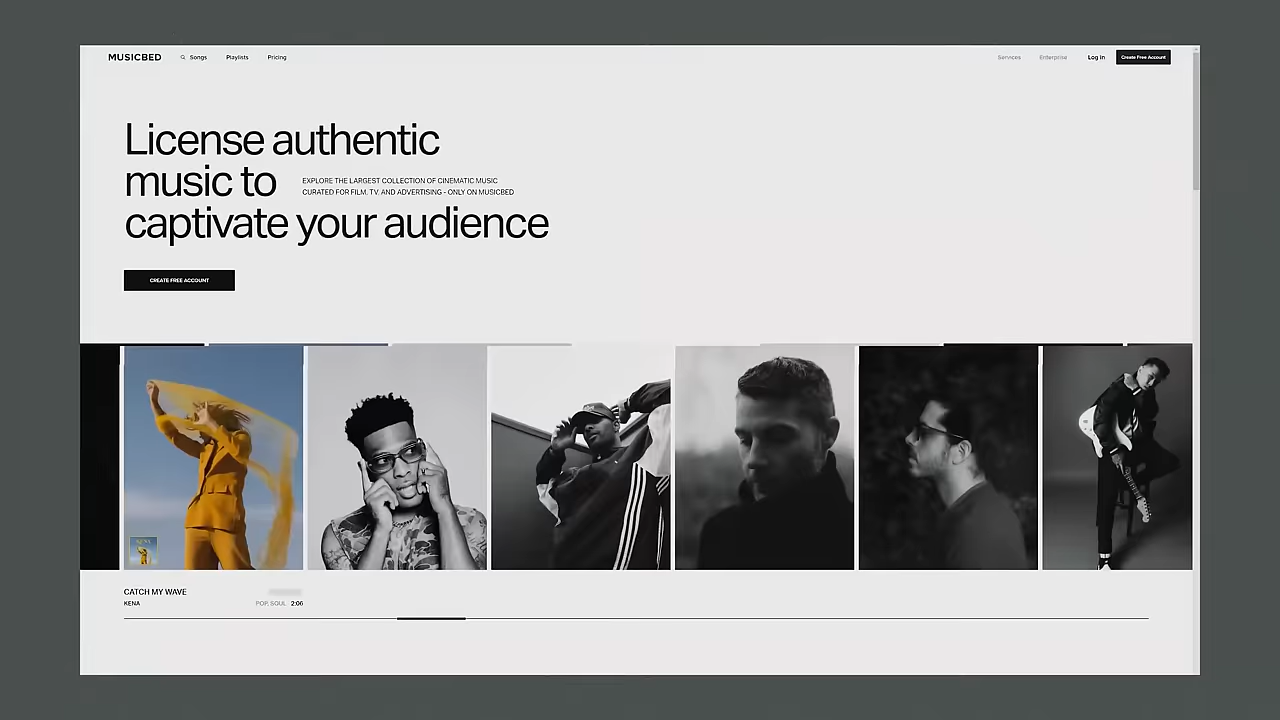 MUSICBED Songs Playlists Pricing Services Enterprise Log in Create Free Account
License authentic
music to
EXPLORE THE LARGEST COLLECTION OF CINEMATIC MUSIC
CURATED FOR FILM, TV, AND ADVERTISING - ONLY ON MUSICBED
captivate your audience
CREATE FREE ACCOUNT
KENA
CATCH MY WAVE
KENA POP, SOUL 2:06